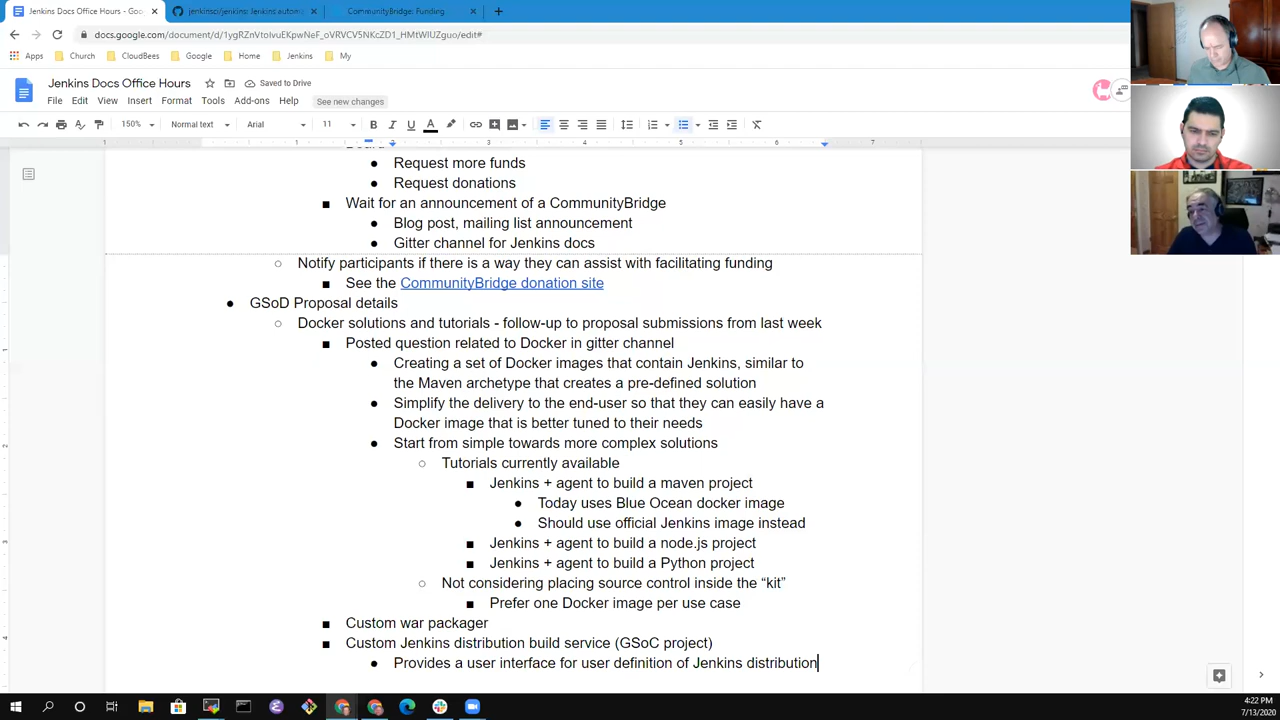 Jenkins Docs Office Hours - Goo
jenkinsci/jenkins: Jenkins autom
CommunityBridge: Funding
docs.google.com/document/d/1ygRZnVtoIvuEKpwNeF_oVRVCV5NKcZD1_HMtWlUZguo/edit#
Apps Church CloudBees Google Home Jenkins My
Jenkins Docs Office Hours Saved to Drive
File Edit View Insert Format Tools Add-ons Help See new changes
150% Normal text Arial 11
Request more funds
Request donations
Wait for an announcement of a CommunityBridge
Blog post, mailing list announcement
Gitter channel for Jenkins docs
Notify participants if there is a way they can assist with facilitating funding
See the CommunityBridge donation site
GSoD Proposal details
Docker solutions and tutorials - follow-up to proposal submissions from last week
Posted question related to Docker in gitter channel
Creating a set of Docker images that contain Jenkins, similar to
the Maven archetype that creates a pre-defined solution
Simplify the delivery to the end-user so that they can easily have a
Docker image that is better tuned to their needs
Start from simple towards more complex solutions
Tutorials currently available
Jenkins + agent to build a maven project
Today uses Blue Ocean docker image
Should use official Jenkins image instead
Jenkins + agent to build a node.js project
Jenkins + agent to build a Python project
Not considering placing source control inside the “kit”
Prefer one Docker image per use case
Custom war packager
Custom Jenkins distribution build service (GSoC project)
Provides a user interface for user definition of Jenkins distribution
4:22 PM
7/13/2020